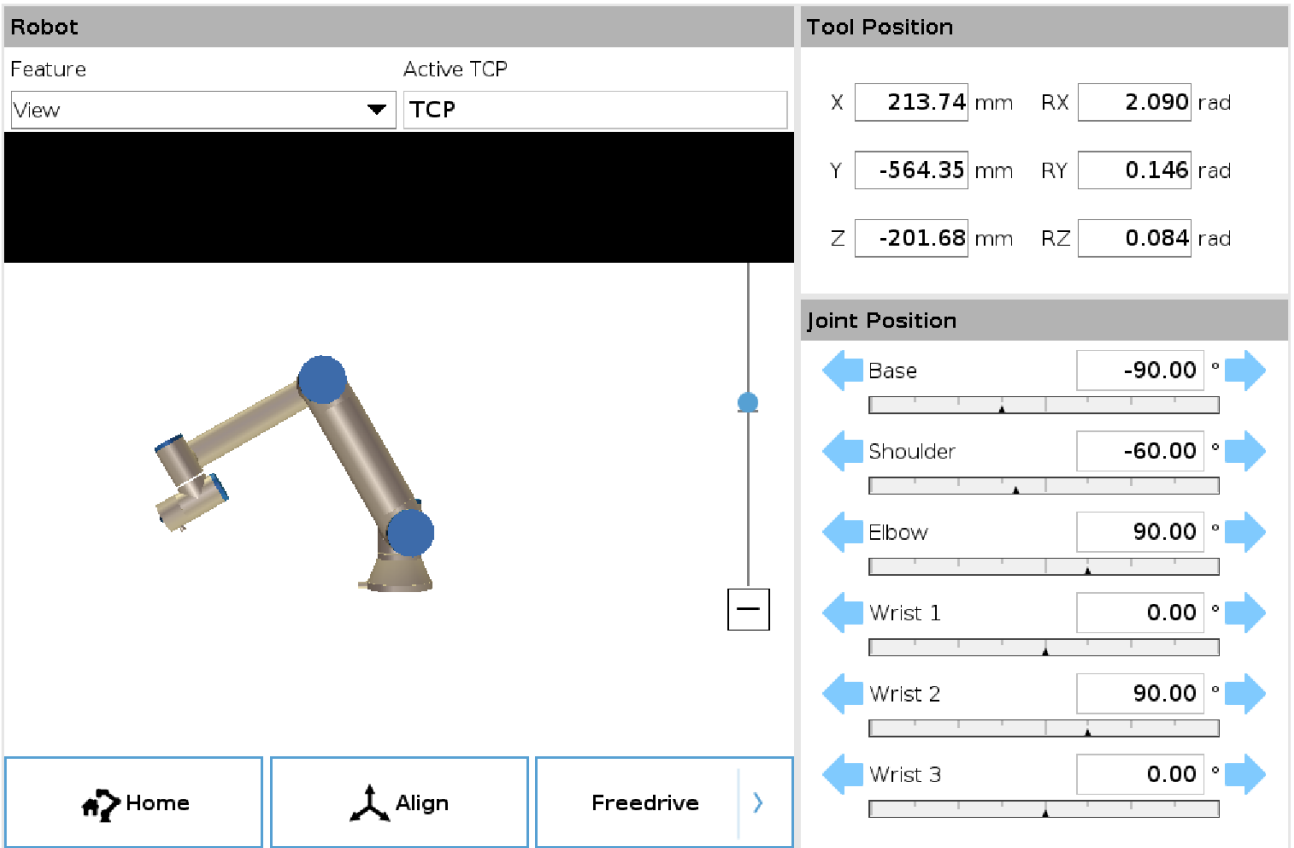 Robot
Feature
Active TCP
View
TCP
Home
Align
Freedrive
Tool Position
X 213.74 mm RX 2.090 rad
Y -564.35 mm RY 0.146 rad
Z -201.68 mm RZ 0.084 rad
Joint Position
Base -90.00 °
Shoulder -60.00 °
Elbow 90.00 °
Wrist 1 0.00 °
Wrist 2 90.00 °
Wrist 3 0.00 °